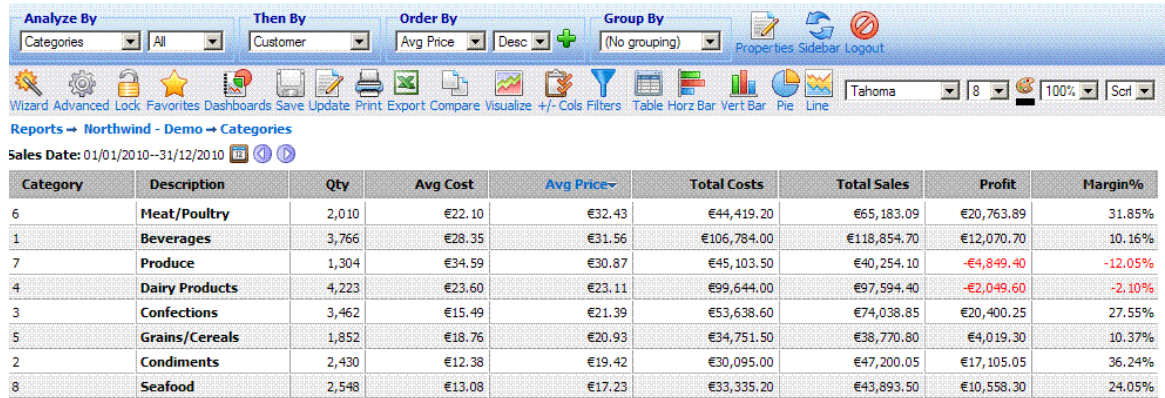 Analyze By Then By Order By Group By
Categories All Customer Avg Price Desc (No grouping) Properties Sidebar Logout
Wizard Advanced Lock Favorites Dashboards Save Update Print Export Compare Visualize +/- Cols Filters Table Horz Bar Vert Bar Pie Line Tahoma 8 100% Scrl
Reports → Northwind - Demo → Categories
Sales Date: 01/01/2010--31/12/2010 12
Category Description Qty Avg Cost Avg Price Total Costs Total Sales Profit Margin%
6 Meat/Poultry 2,010 €22.10 €32.43 €44,419.20 €65,183.09 €20,763.89 31.85%
1 Beverages 3,766 €28.35 €31.56 €106,784.00 €118,854.70 €12,070.70 10.16%
7 Produce 1,304 €34.59 €30.87 €45,103.50 €40,254.10 -€4,849.40 -12.05%
4 Dairy Products 4,223 €23.60 €23.11 €99,644.00 €97,594.40 -€2,049.60 -2.10%
3 Confections 3,462 €15.49 €21.39 €53,638.60 €74,038.85 €20,400.25 27.55%
5 Grains/Cereals 1,852 €18.76 €20.93 €34,751.50 €38,770.80 €4,019.30 10.37%
2 Condiments 2,430 €12.38 €19.42 €30,095.00 €47,200.05 €17,105.05 36.24%
8 Seafood 2,548 €13.08 €17.23 €33,335.20 €43,893.50 €10,558.30 24.05%